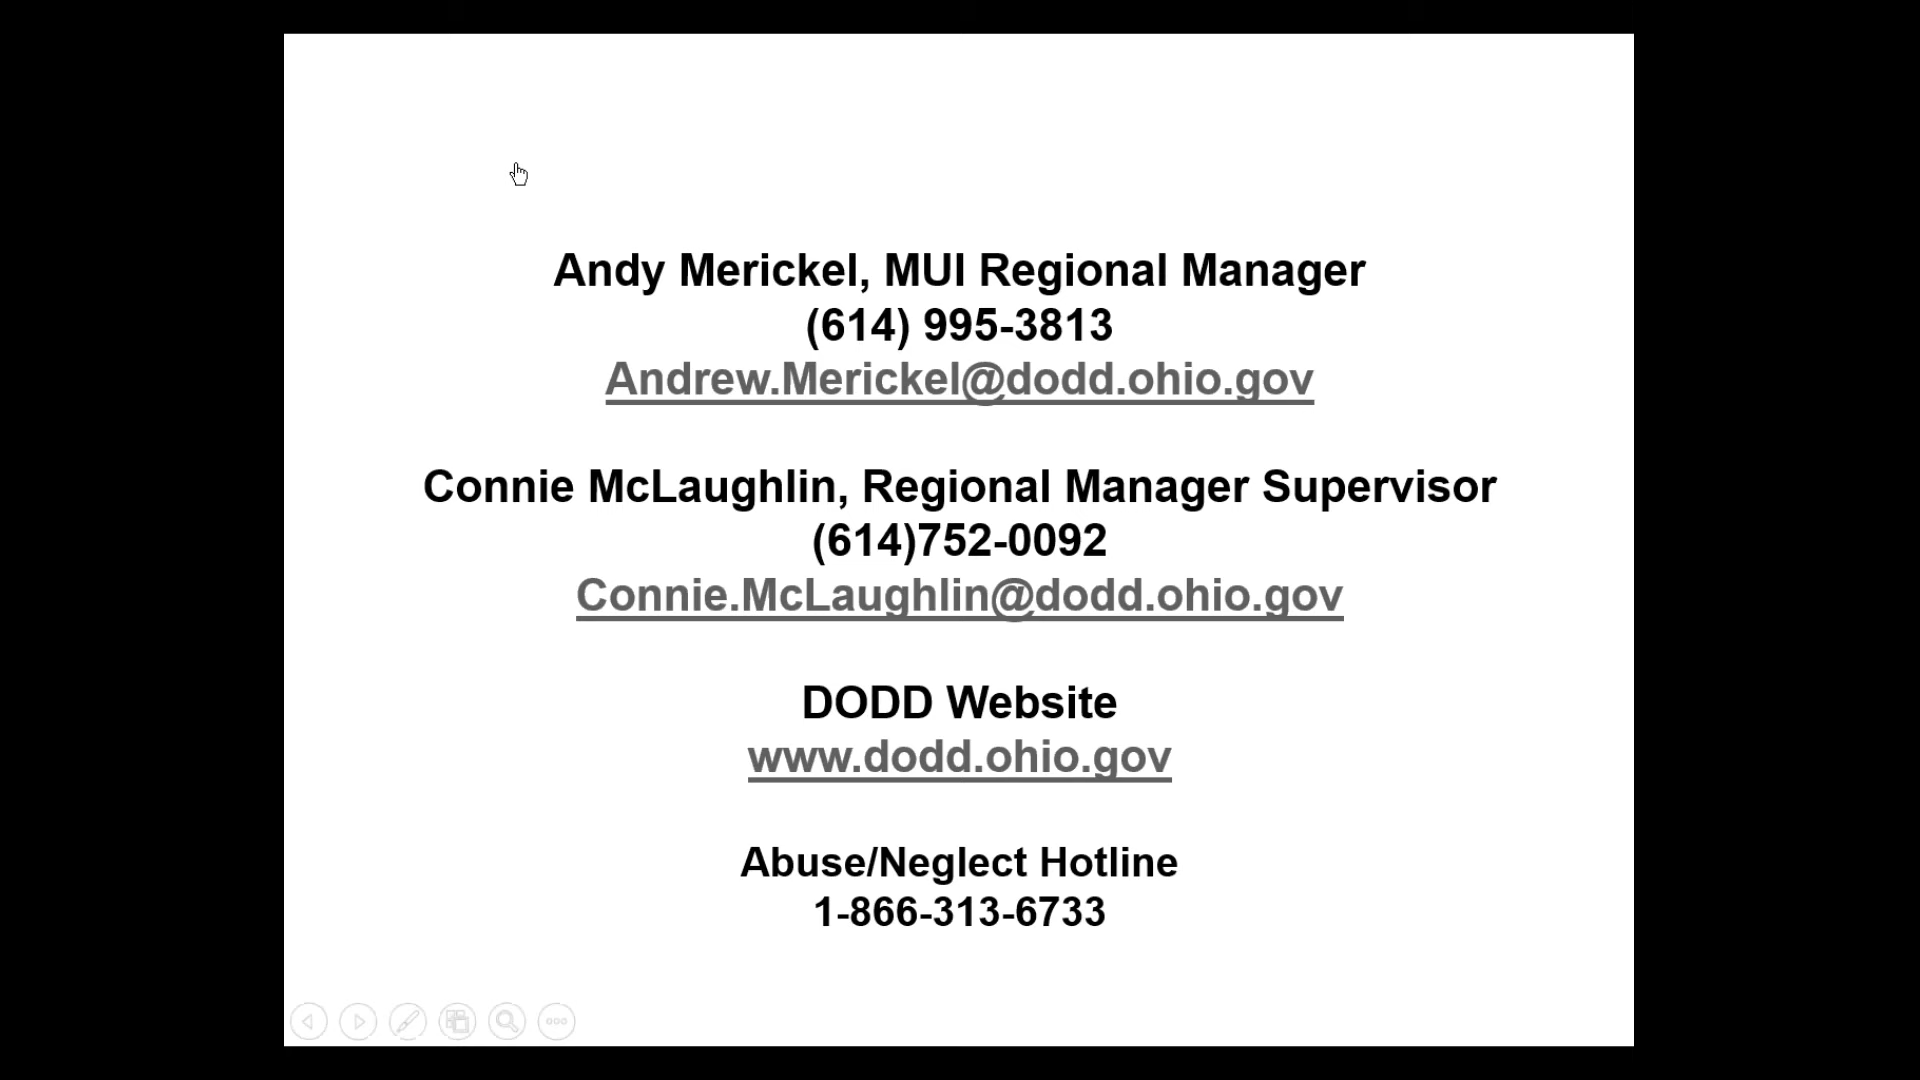 Andy Merickel, MUI Regional Manager
(614) 995-3813
Andrew.Merickel@dodd.ohio.gov
Connie McLaughlin, Regional Manager Supervisor
(614)752-0092
Connie.McLaughlin@dodd.ohio.gov
DODD Website
www.dodd.ohio.gov
Abuse/Neglect Hotline
1-866-313-6733